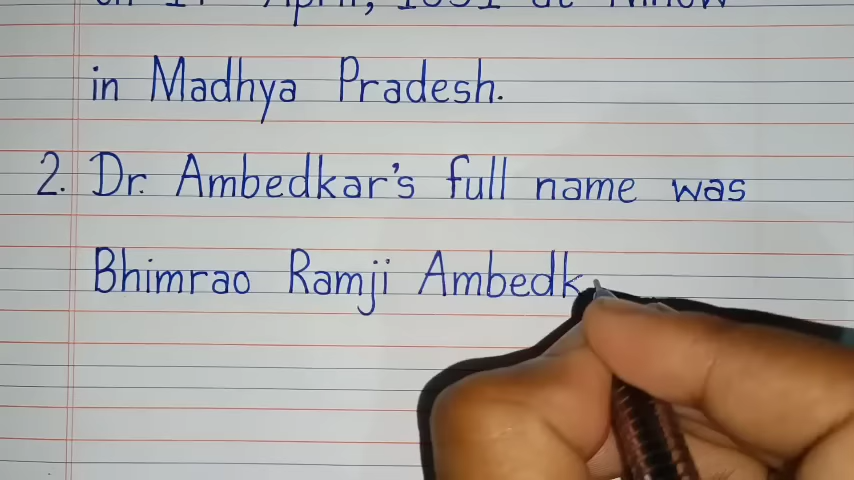 in Madhya Pradesh.
2. Dr. Ambedkar's full name was
Bhimrao Ramji Ambedk